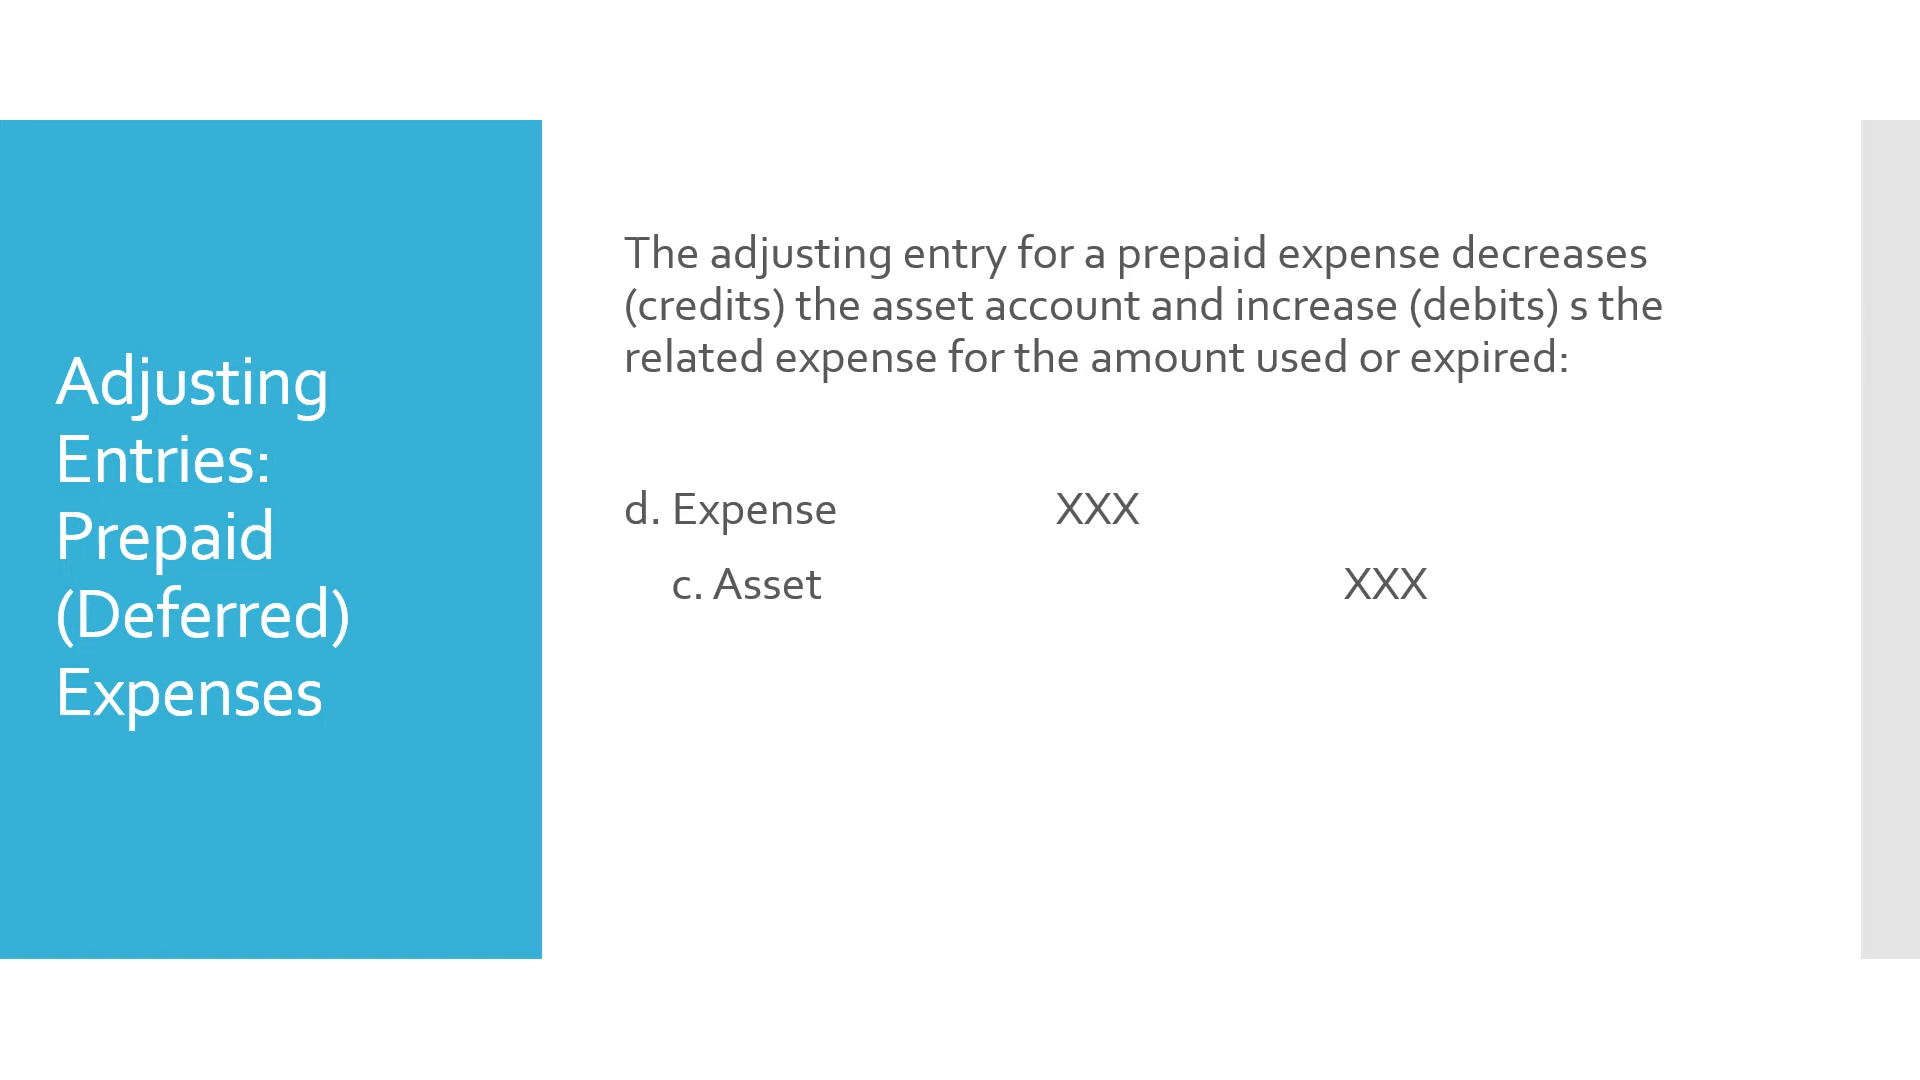 Adjusting
Entries:
Prepaid
(Deferred)
Expenses
The adjusting entry for a prepaid expense decreases
(credits) the asset account and increase (debits) s the
related expense for the amount used or expired:
d. Expense XXX
c. Asset XXX